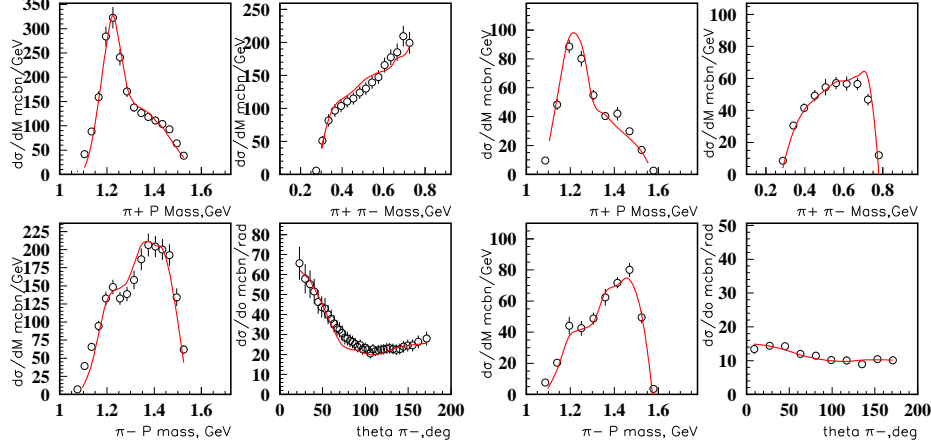 dσ/dM mcbn/GeV
350
300
250
200
150
100
50
0
1 1.2 1.4 1.6
π+ P Mass,GeV
dσ/dM mcbn/GeV
250
200
150
100
50
0
0.2 0.4 0.6 0.8
π+ π− Mass,GeV
dσ/dM mcbn/GeV
100
80
60
40
20
0
1 1.2 1.4 1.6
π+ P Mass,GeV
dσ/dM mcbn/GeV
100
80
60
40
20
0
0.2 0.4 0.6 0.8 1
π+ π− Mass,GeV
dσ/dM mcbn/GeV
225
200
175
150
125
100
75
50
25
0
1 1.2 1.4 1.6
π− P mass, GeV
dσ/do mcbn/rad
80
70
60
50
40
30
20
10
0
0 50 100 150 200
theta π−,deg
dσ/dM mcbn/GeV
100
80
60
40
20
0
1 1.2 1.4 1.6
π− P mass, GeV
dσ/do mcbn/rad
50
40
30
20
10
0
0 50 100 150 200
theta π−,deg